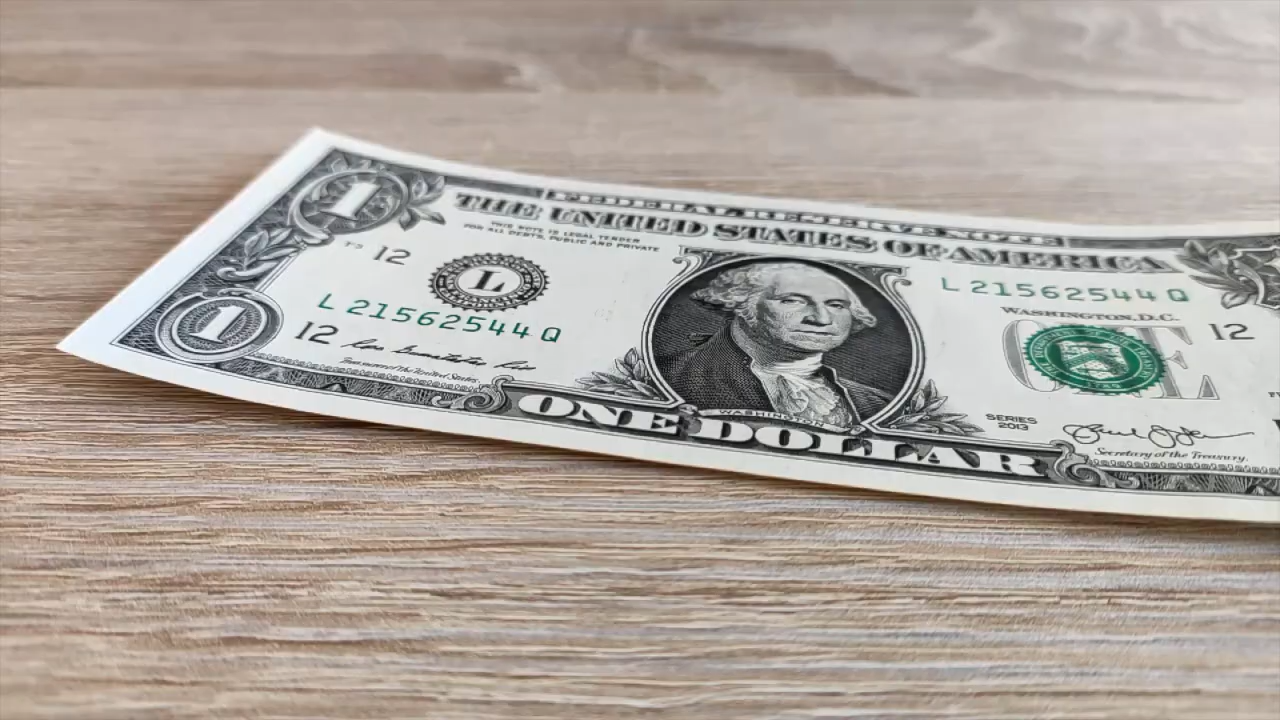 FEDERAL RESERVE NOTE
THE UNITED STATES OF AMERICA
THIS NOTE IS LEGAL TENDER
FOR ALL DEBTS, PUBLIC AND PRIVATE
1
12
L
L 21562544 Q
L 21562544 Q
WASHINGTON, D.C.
12
1
12
Treasurer of the United States.
WASHINGTON
SERIES
2013
Secretary of the Treasury.
ONE DOLLAR